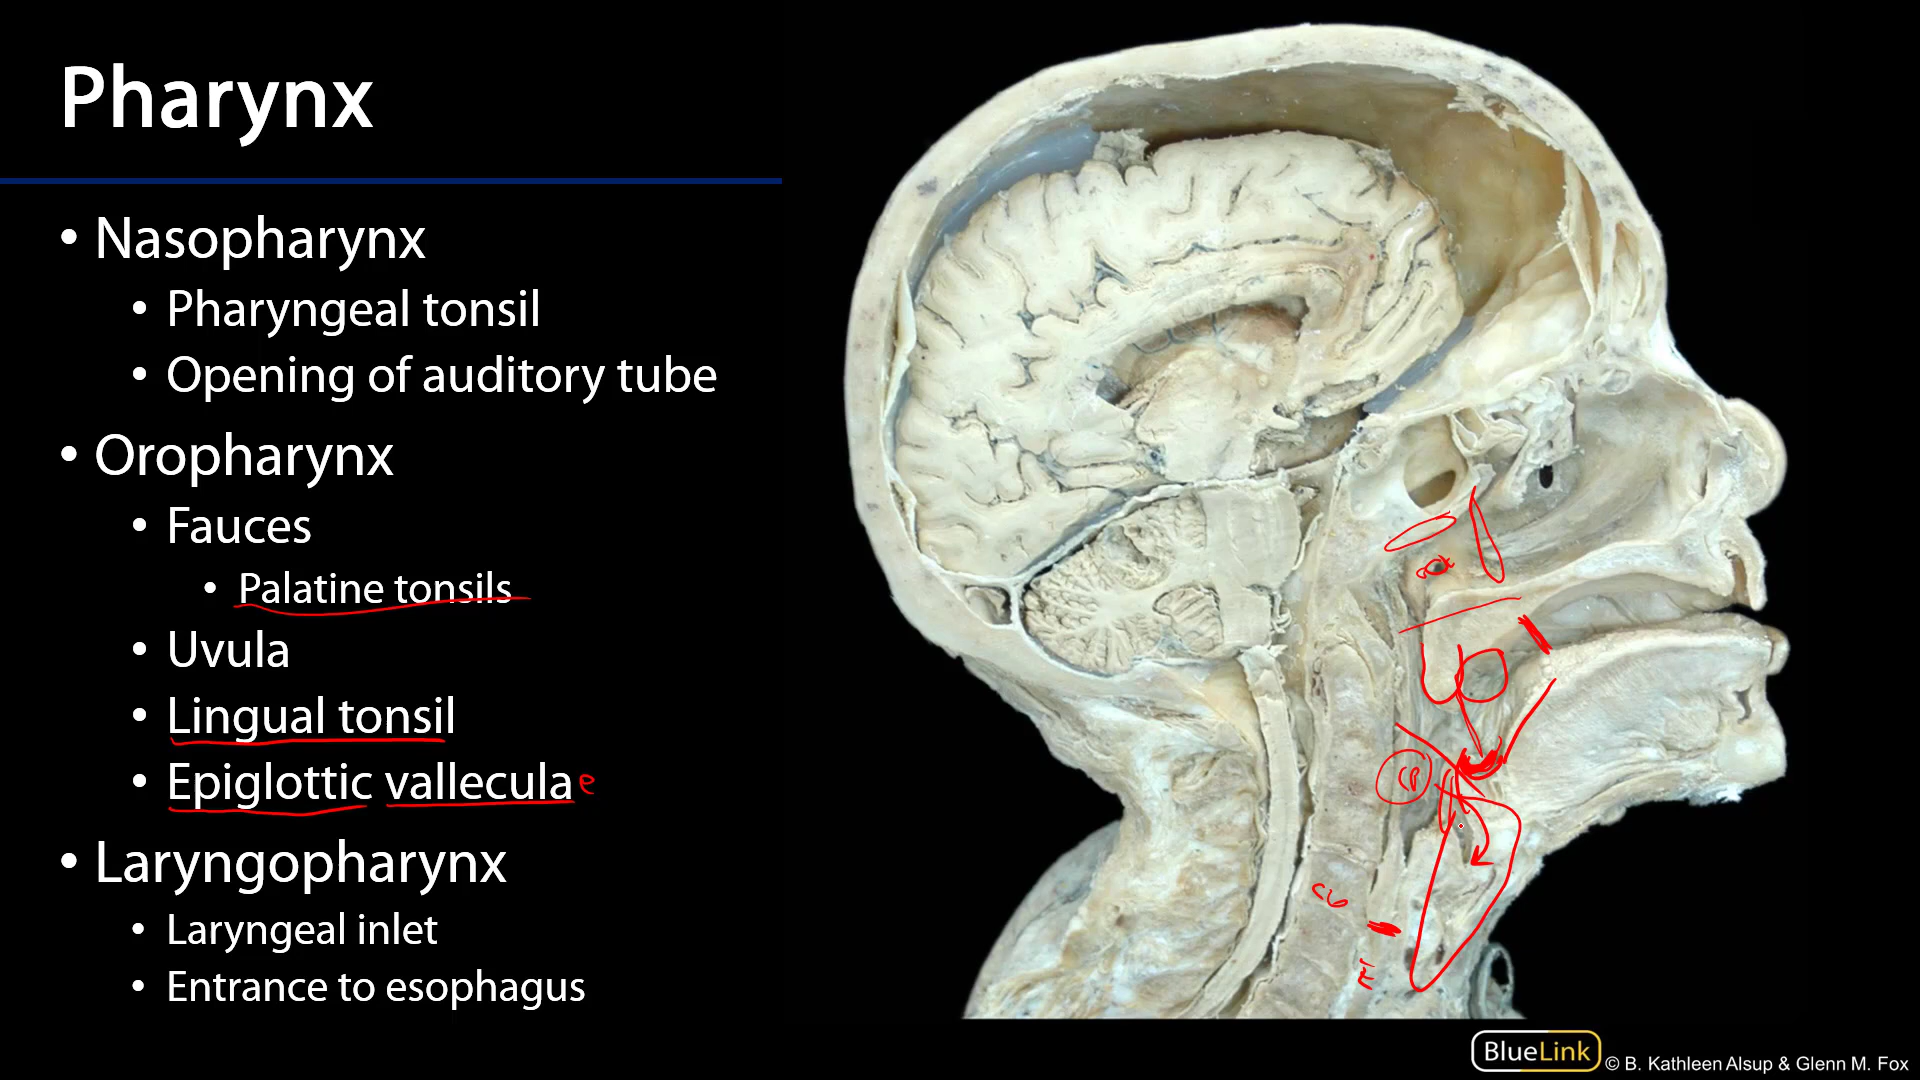 Pharynx
• Nasopharynx
• Pharyngeal tonsil
• Opening of auditory tube
• Oropharynx
• Fauces
• Palatine tonsils
• Uvula
• Lingual tonsil
• Epiglottic valleculae
• Laryngopharynx
• Laryngeal inlet
• Entrance to esophagus
C6
BlueLink © B. Kathleen Alsup & Glenn M. Fox